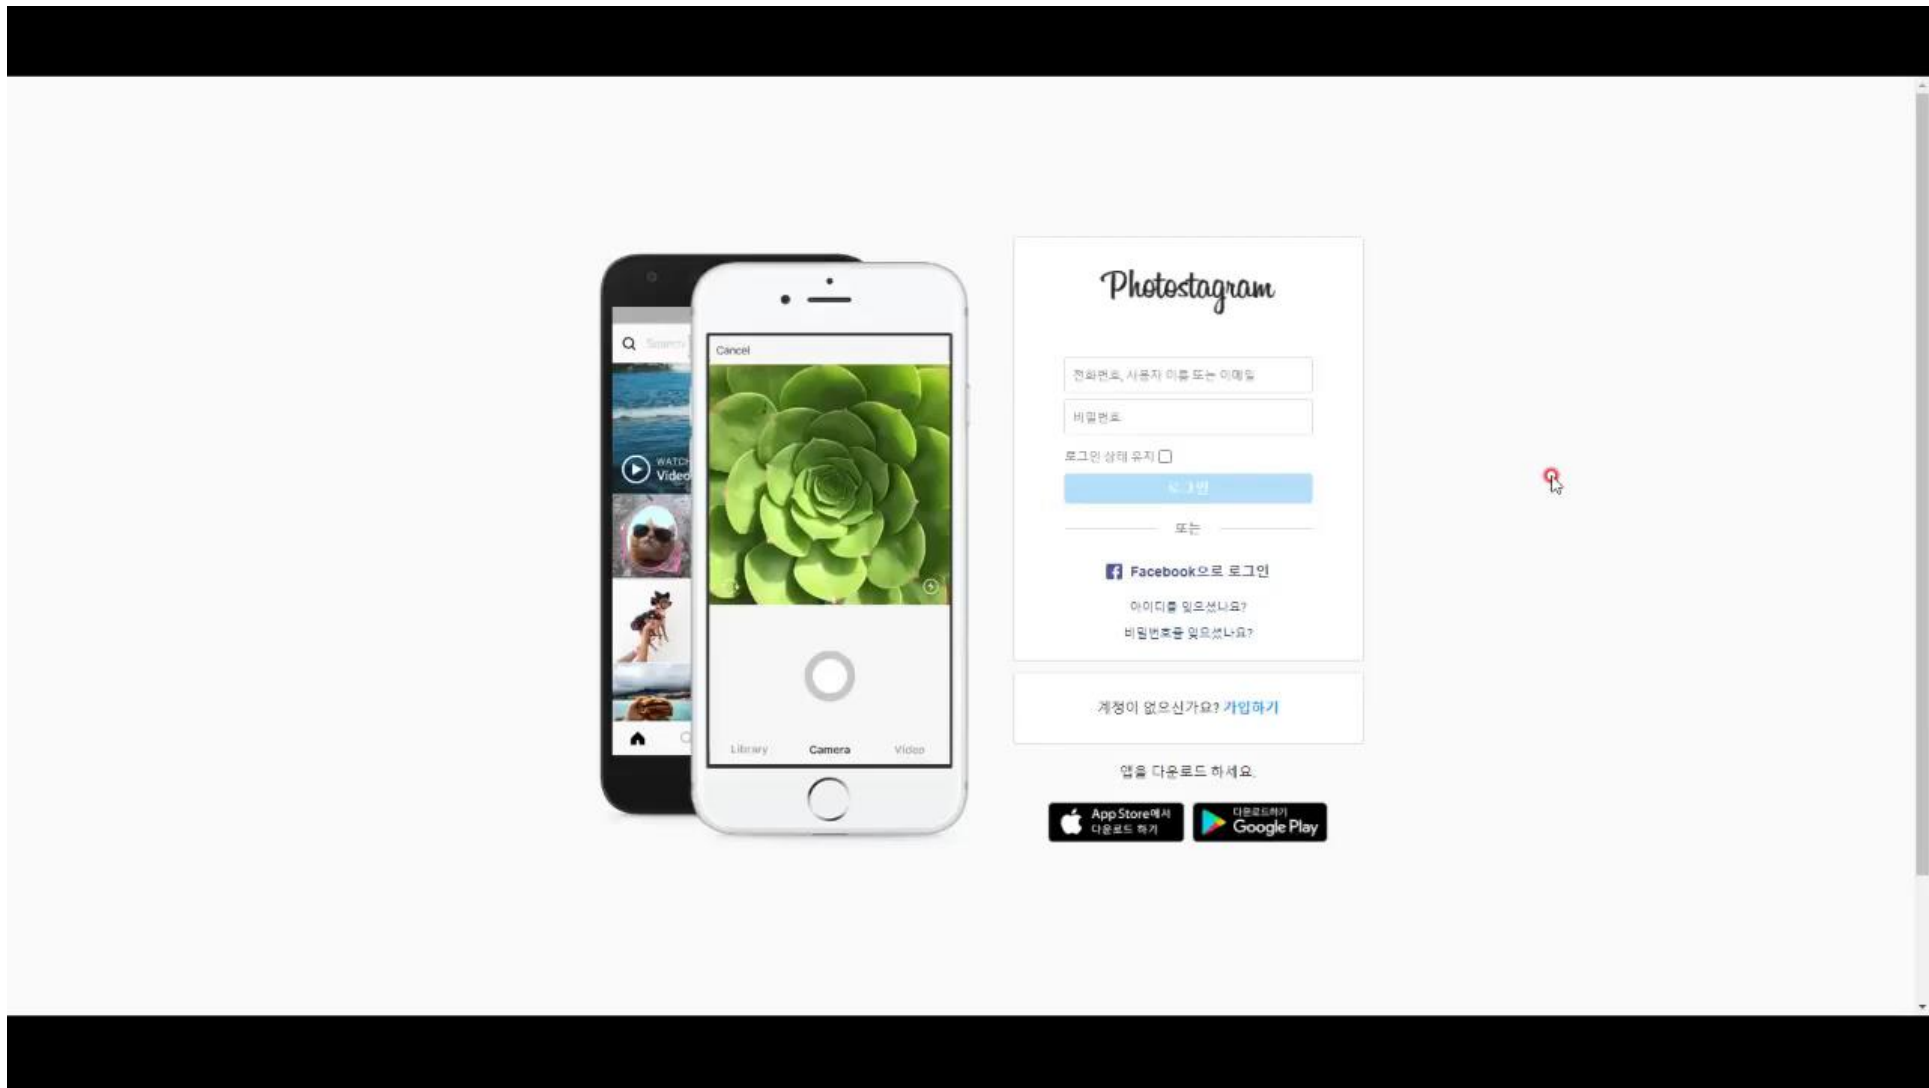 Search
WATCH
Video
Cancel
Library
Camera
Video
Photostagram
전화번호, 사용자 이름 또는 이메일
비밀번호
로그인 상태 유지
로그인
또는
Facebook으로 로그인
아이디를 잊으셨나요?
비밀번호를 잊으셨나요?
계정이 없으신가요? 가입하기
앱을 다운로드 하세요.
App Store에서
다운로드 하기
다운로드하기
Google Play